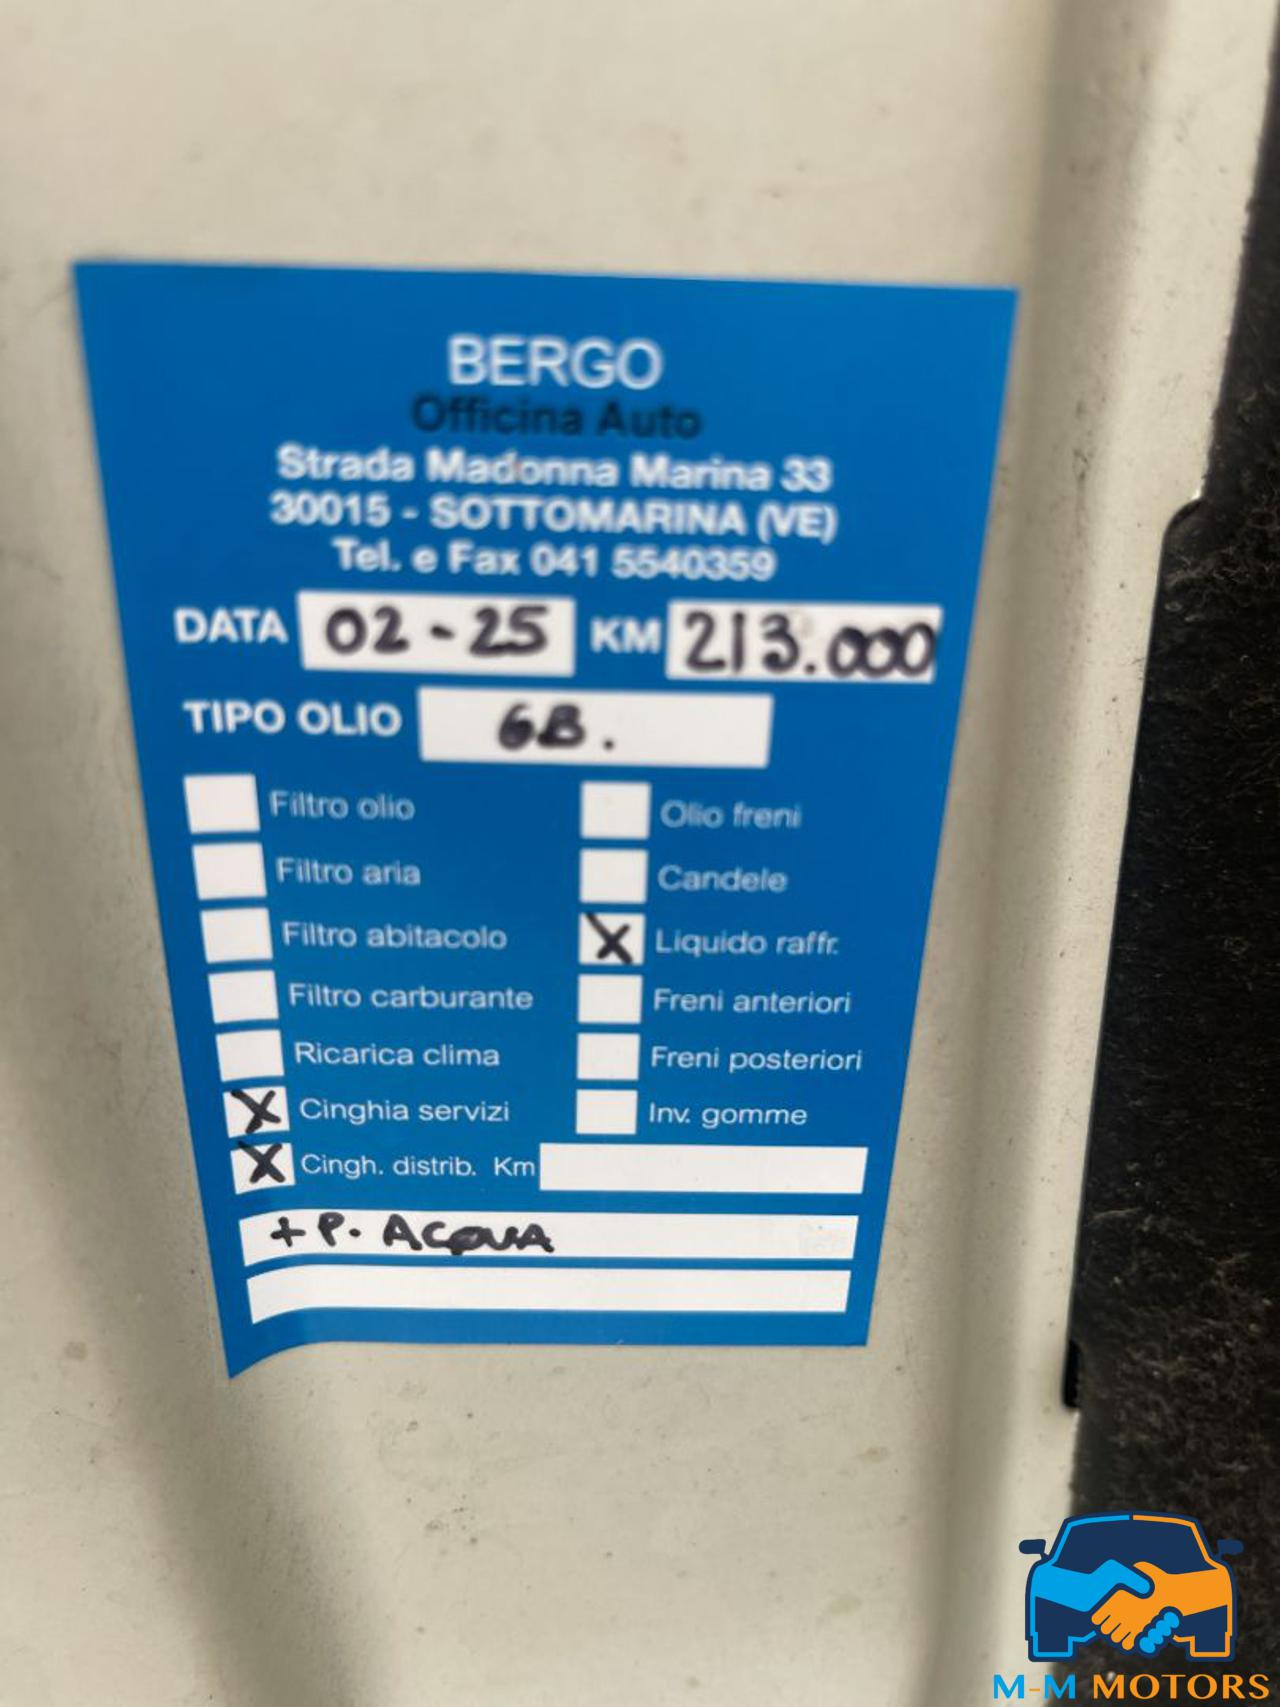 BERGO
Officina Auto
Strada Madonna Marina 33
30015 - SOTTOMARINA (VE)
Tel. e Fax 041 5540359
DATA 02-25 KM 213.000
TIPO OLIO GB.
Filtro olio Olio freni
Filtro aria Candele
Filtro abitacolo X Liquido raffr.
Filtro carburante Freni anteriori
Ricarica clima Freni posteriori
X Cinghia servizi Inv. gomme
X Cingh. distrib. Km
+ P. ACQUA
M-M MOTORS